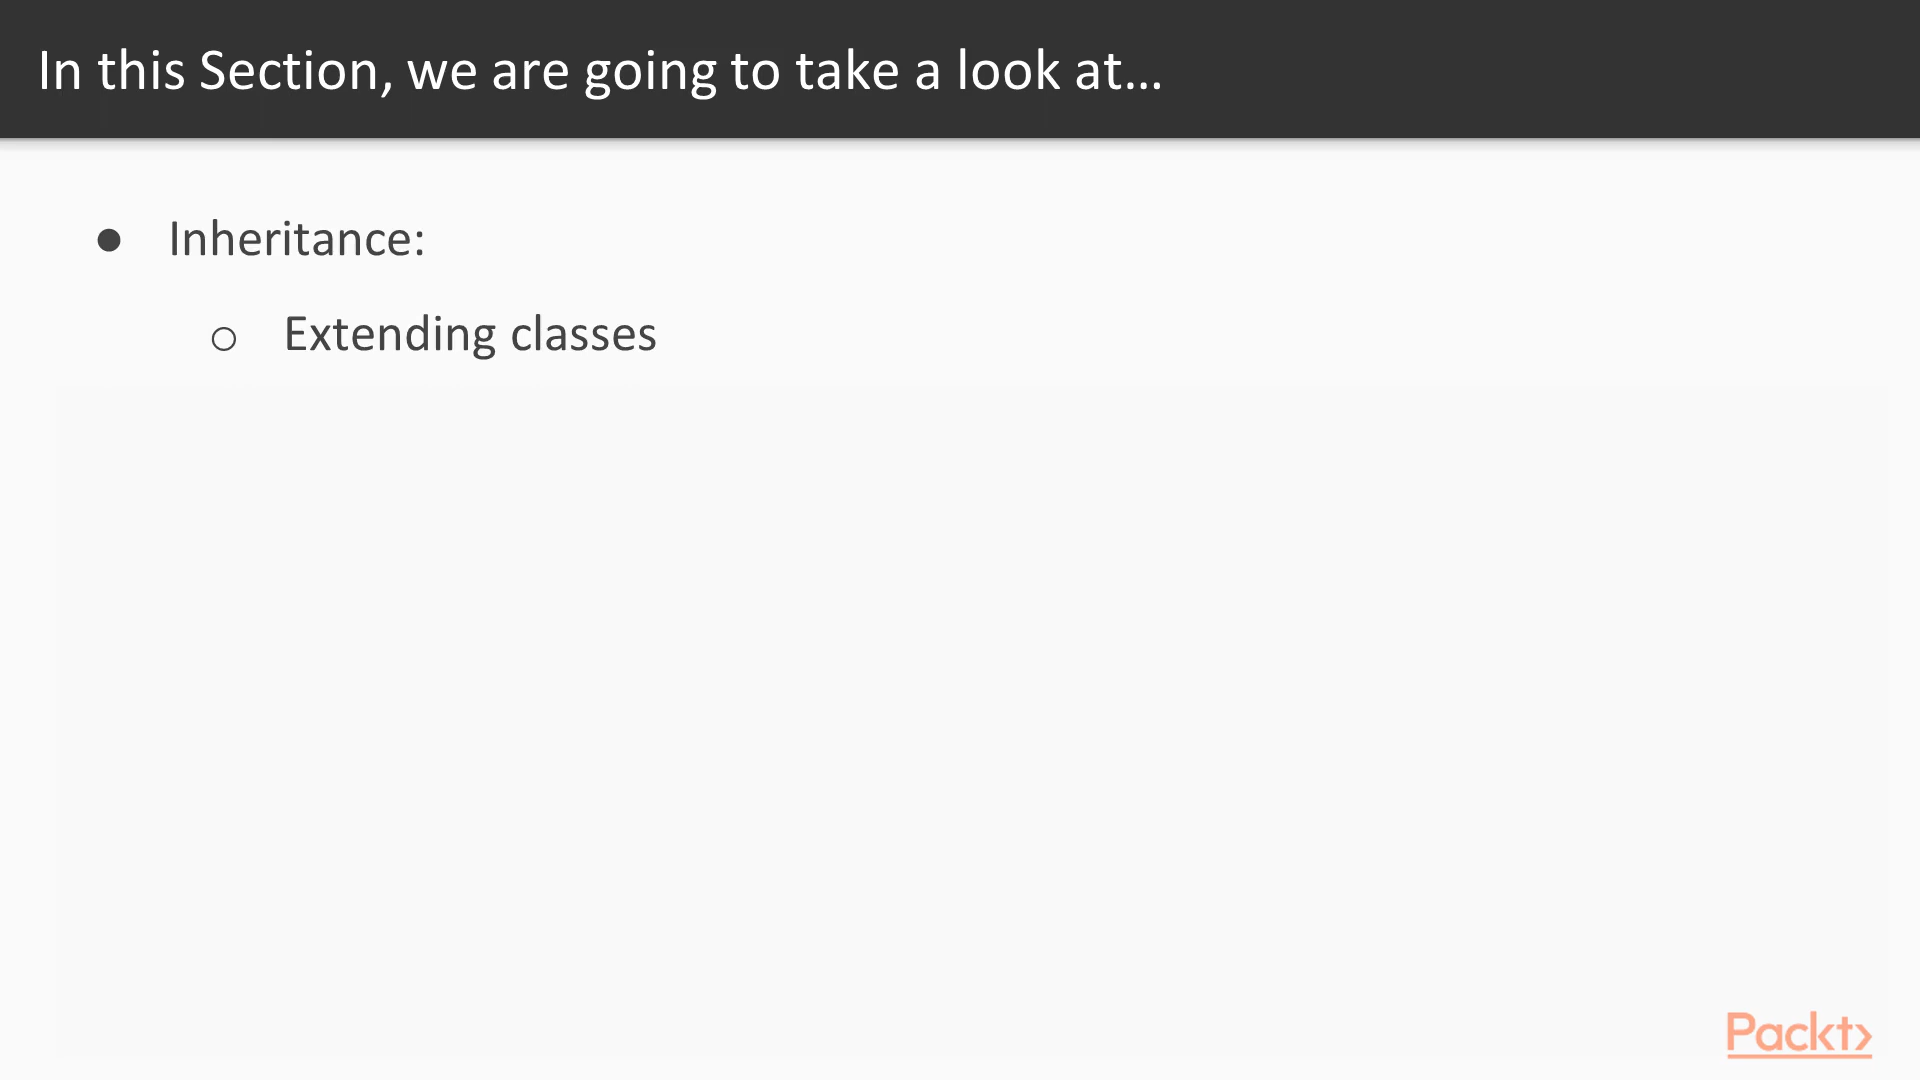 In this Section, we are going to take a look at...
● Inheritance:
○ Extending classes
Packt>